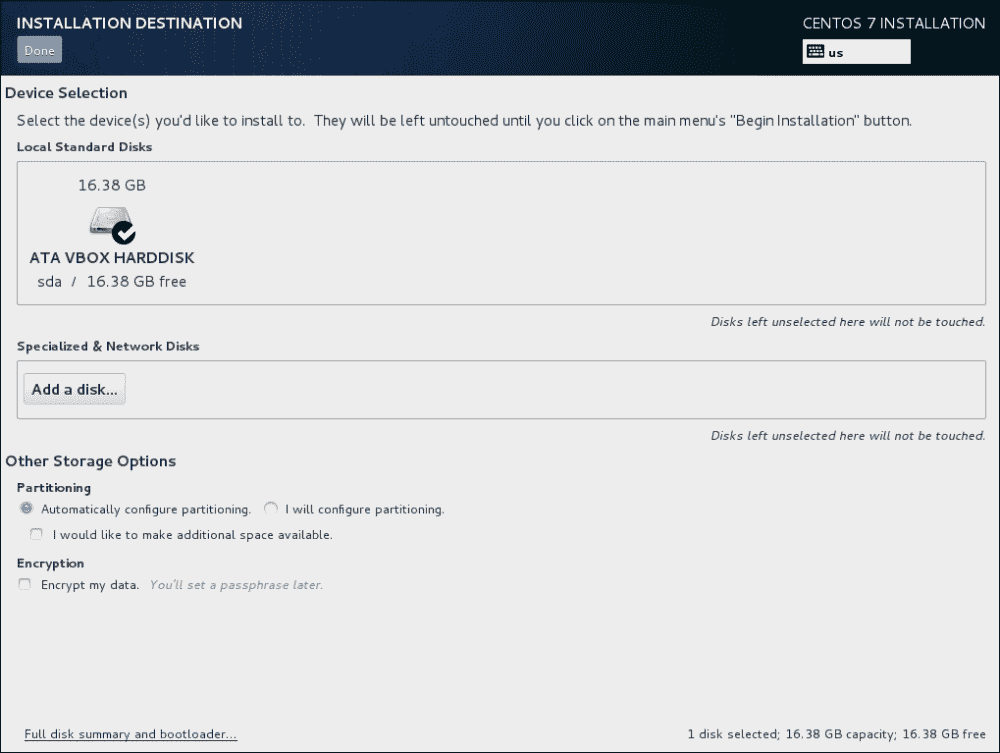 INSTALLATION DESTINATION
CENTOS 7 INSTALLATION
Done
us
Device Selection
Select the device(s) you'd like to install to. They will be left untouched until you click on the main menu's "Begin Installation" button.
Local Standard Disks
16.38 GB
ATA VBOX HARDDISK
sda / 16.38 GB free
Disks left unselected here will not be touched.
Specialized & Network Disks
Add a disk...
Disks left unselected here will not be touched.
Other Storage Options
Partitioning
Automatically configure partitioning. I will configure partitioning.
I would like to make additional space available.
Encryption
Encrypt my data. You'll set a passphrase later.
Full disk summary and bootloader...
1 disk selected; 16.38 GB capacity; 16.38 GB free